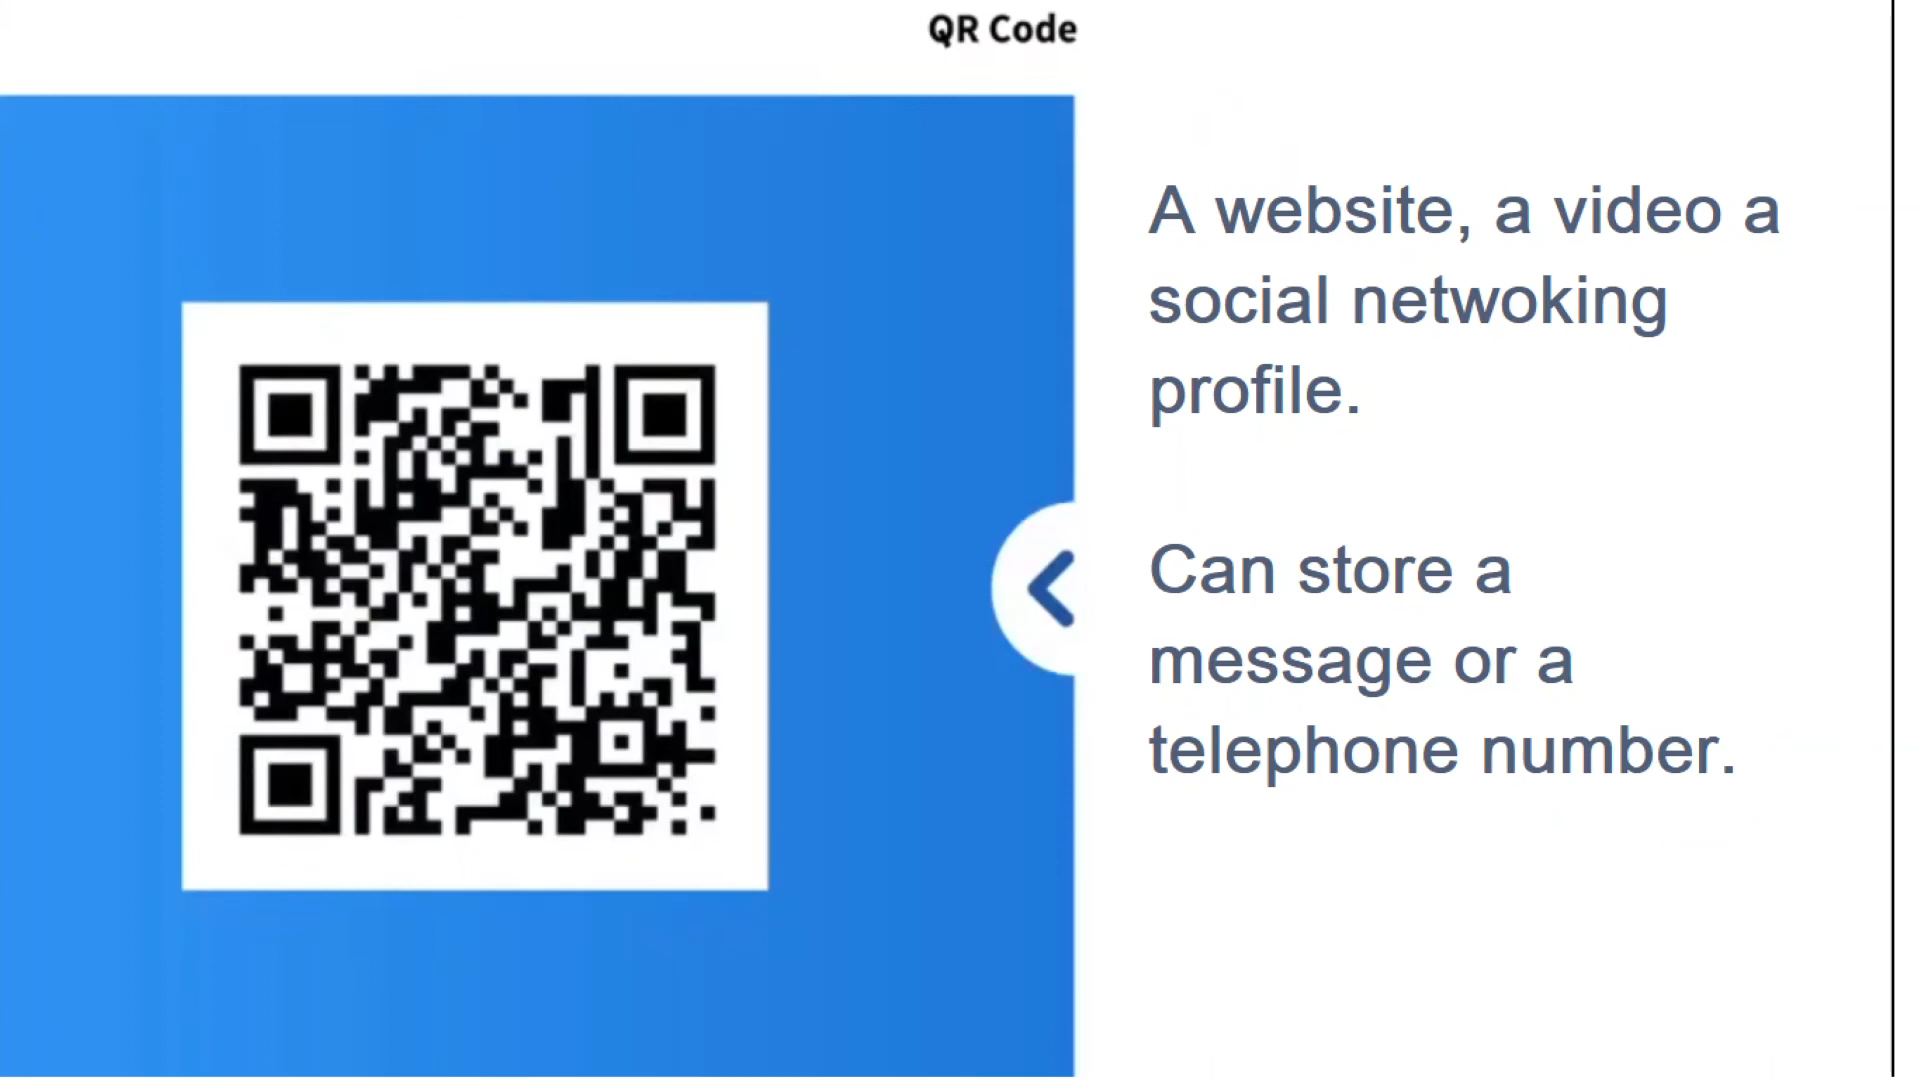 QR Code
A website, a video a
social netwoking
profile.
Can store a
message or a
telephone number.